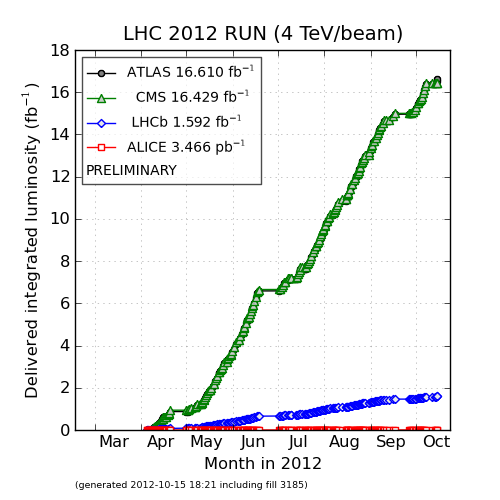 LHC 2012 RUN (4 TeV/beam)
18
16
14
12
10
8
6
4
2
0
Delivered integrated luminosity (fb⁻¹)
ATLAS 16.610 fb⁻¹
CMS 16.429 fb⁻¹
LHCb 1.592 fb⁻¹
ALICE 3.466 pb⁻¹
PRELIMINARY
Mar Apr May Jun Jul Aug Sep Oct
Month in 2012
(generated 2012-10-15 18:21 including fill 3185)